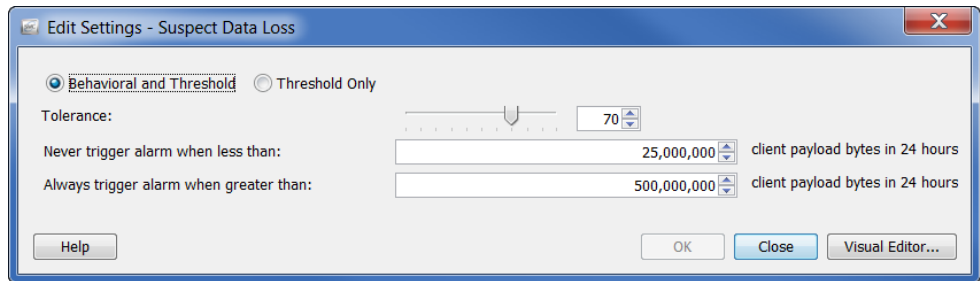 Edit Settings - Suspect Data Loss
Behavioral and Threshold Threshold Only
Tolerance: 70
Never trigger alarm when less than: 25,000,000 client payload bytes in 24 hours
Always trigger alarm when greater than: 500,000,000 client payload bytes in 24 hours
Help OK Close Visual Editor...